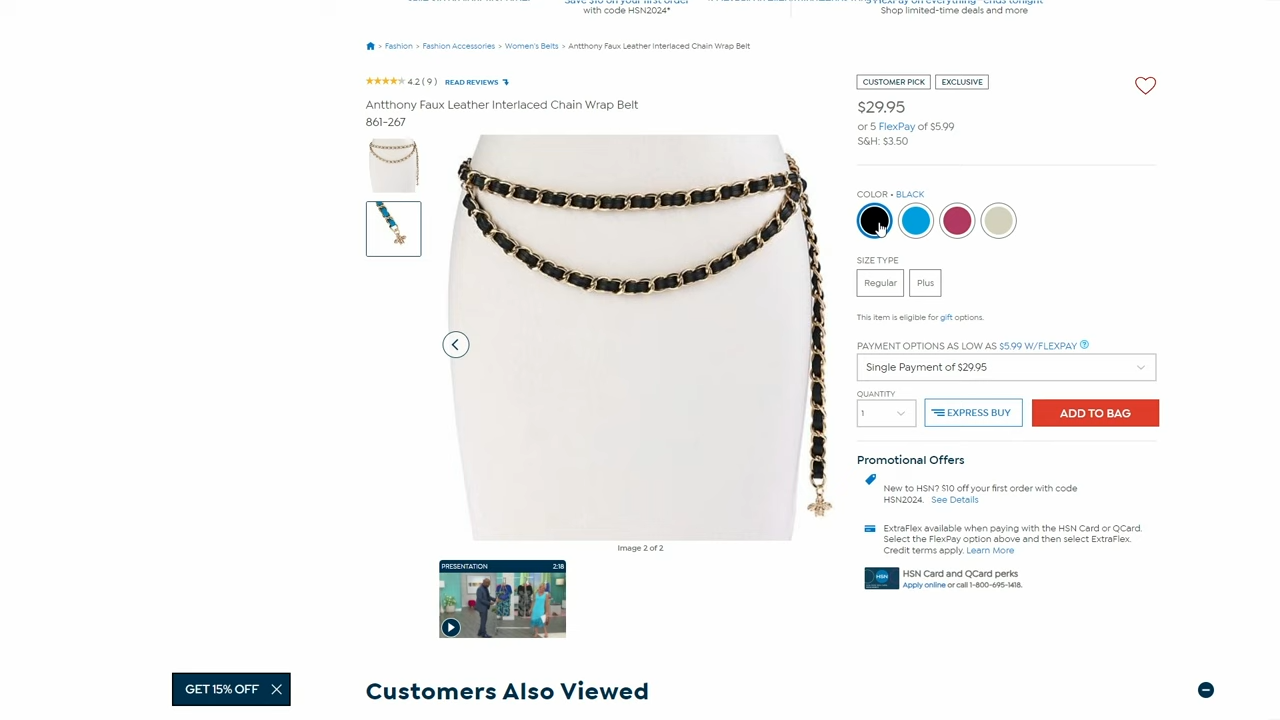 with code HSN2024*
Shop limited-time deals and more
> Fashion > Fashion Accessories > Women's Belts > Antthony Faux Leather Interlaced Chain Wrap Belt
4.2 ( 9 ) READ REVIEWS
Antthony Faux Leather Interlaced Chain Wrap Belt
861-267
CUSTOMER PICK EXCLUSIVE
$29.95
or 5 FlexPay of $5.99
S&H: $3.50
COLOR • BLACK
SIZE TYPE
Regular Plus
This item is eligible for gift options.
PAYMENT OPTIONS AS LOW AS $5.99 W/FLEXPAY ?
Single Payment of $29.95
QUANTITY
1 EXPRESS BUY ADD TO BAG
Promotional Offers
New to HSN? $10 off your first order with code
HSN2024. See Details
ExtraFlex available when paying with the HSN Card or QCard.
Select the FlexPay option above and then select ExtraFlex.
Credit terms apply. Learn More
HSN
HSN Card and QCard perks
Apply online or call 1-800-695-1418.
Image 2 of 2
PRESENTATION 2:18
GET 15% OFF
Customers Also Viewed